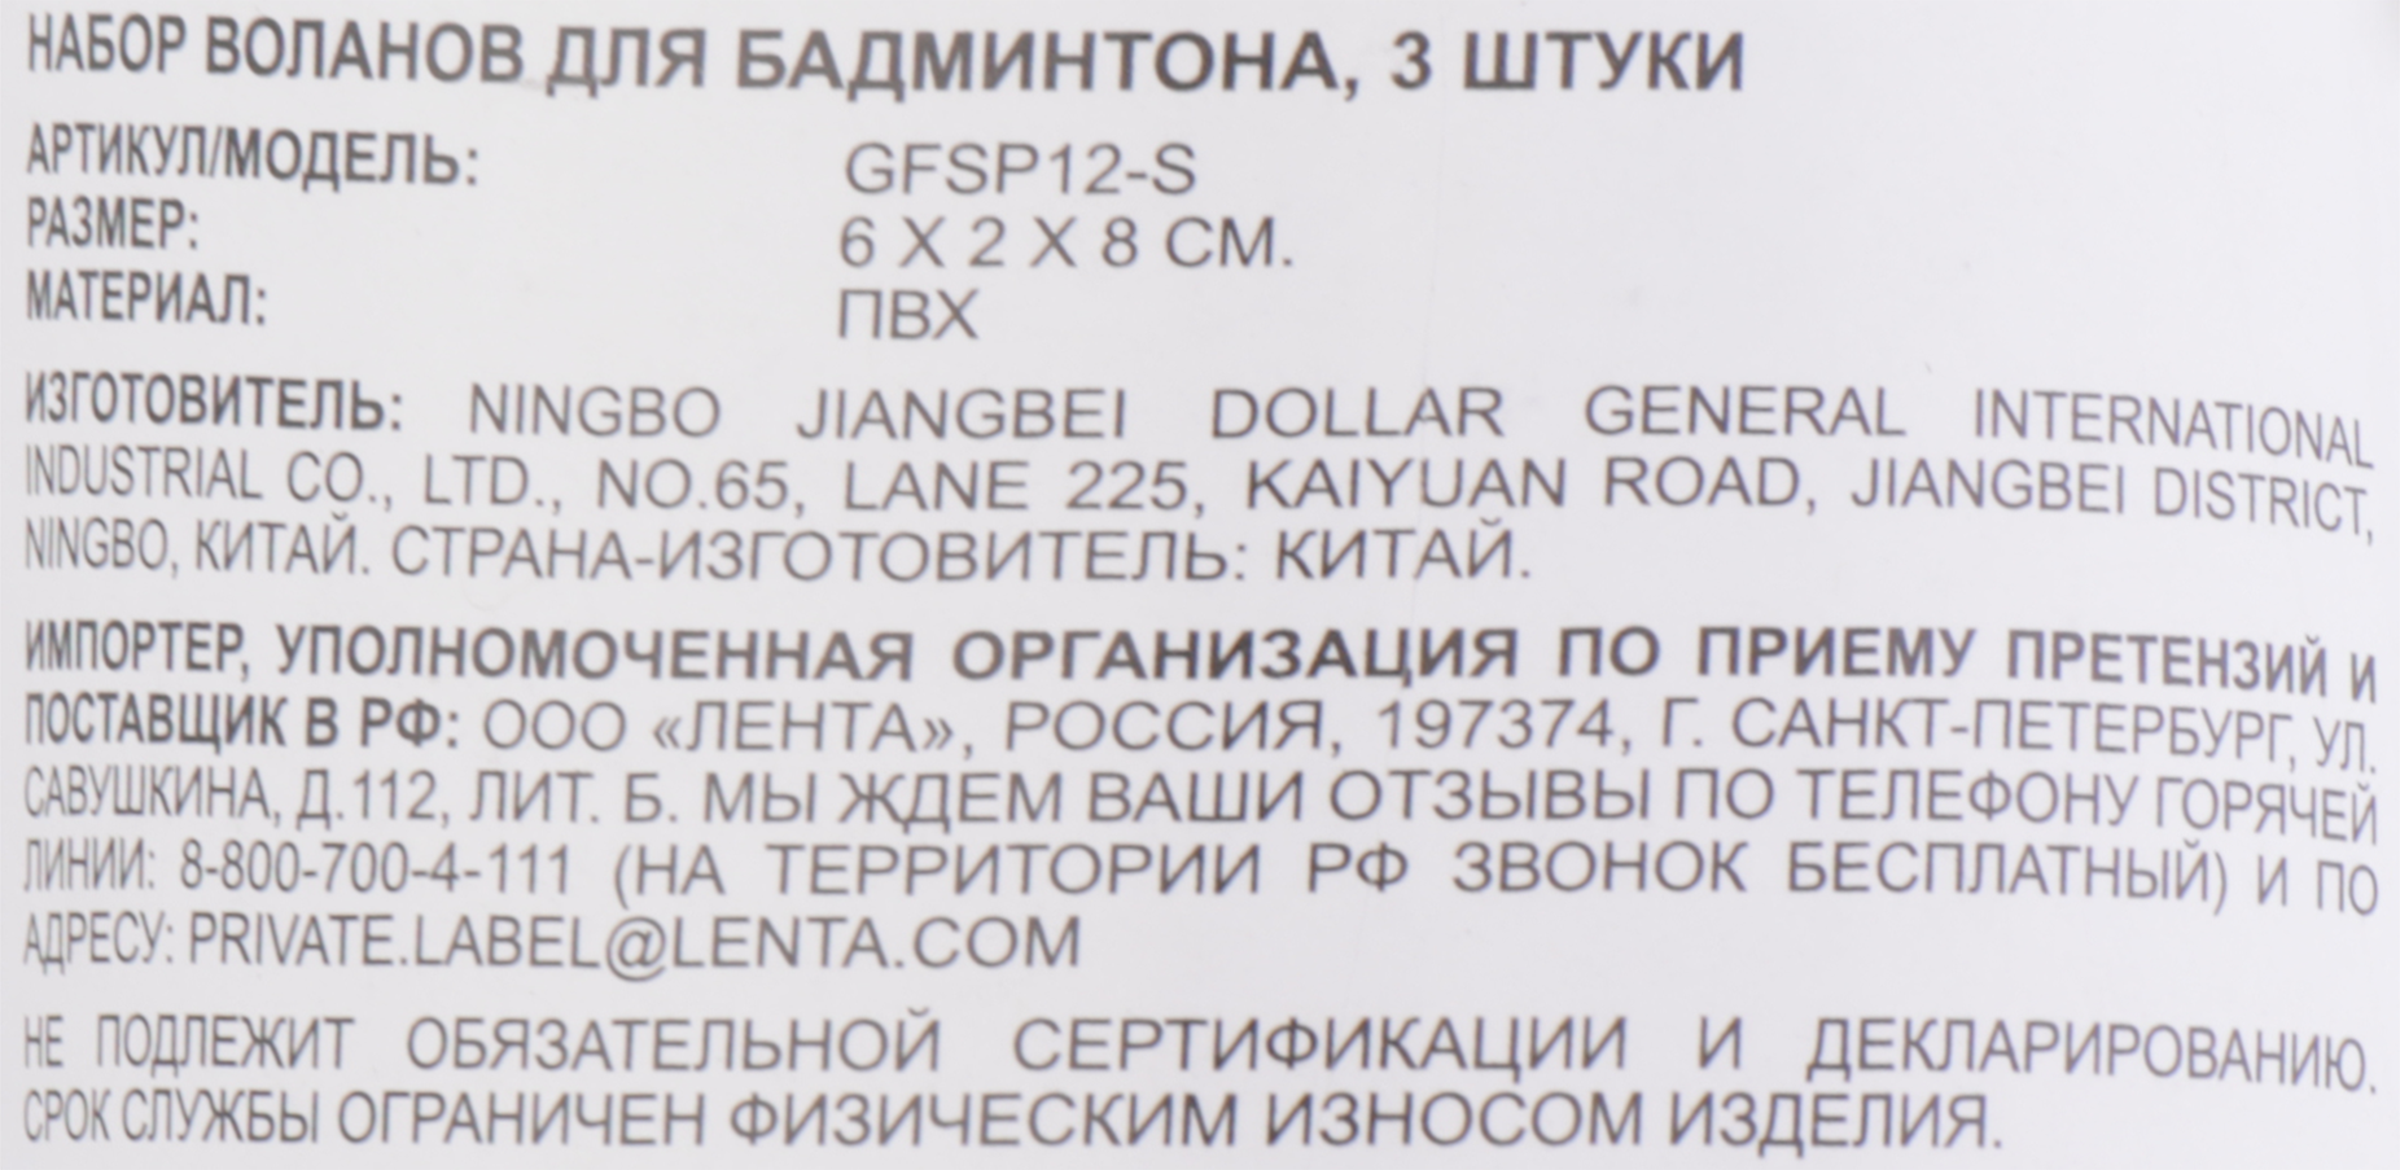 НАБОР ВОЛАНОВ ДЛЯ БАДМИНТОНА, 3 ШТУКИ
АРТИКУЛ/МОДЕЛЬ: GFSP12-S
РАЗМЕР: 6 X 2 X 8 СМ.
МАТЕРИАЛ: ПВХ
ИЗГОТОВИТЕЛЬ: NINGBO JIANGBEI DOLLAR GENERAL INTERNATIONAL
INDUSTRIAL CO., LTD., NO.65, LANE 225, KAIYUAN ROAD, JIANGBEI DISTRICT,
NINGBO, КИТАЙ. СТРАНА-ИЗГОТОВИТЕЛЬ: КИТАЙ.
ИМПОРТЕР, УПОЛНОМОЧЕННАЯ ОРГАНИЗАЦИЯ ПО ПРИЕМУ ПРЕТЕНЗИЙ И
ПОСТАВЩИК В РФ: ООО «ЛЕНТА», РОССИЯ, 197374, Г. САНКТ-ПЕТЕРБУРГ, УЛ.
САВУШКИНА, Д.112, ЛИТ. Б. МЫ ЖДЕМ ВАШИ ОТЗЫВЫ ПО ТЕЛЕФОНУ ГОРЯЧЕЙ
ЛИНИИ: 8-800-700-4-111 (НА ТЕРРИТОРИИ РФ ЗВОНОК БЕСПЛАТНЫЙ) И ПО
АДРЕСУ: PRIVATE.LABEL@LENTA.COM
НЕ ПОДЛЕЖИТ ОБЯЗАТЕЛЬНОЙ СЕРТИФИКАЦИИ И ДЕКЛАРИРОВАНИЮ.
СРОК СЛУЖБЫ ОГРАНИЧЕН ФИЗИЧЕСКИМ ИЗНОСОМ ИЗДЕЛИЯ.